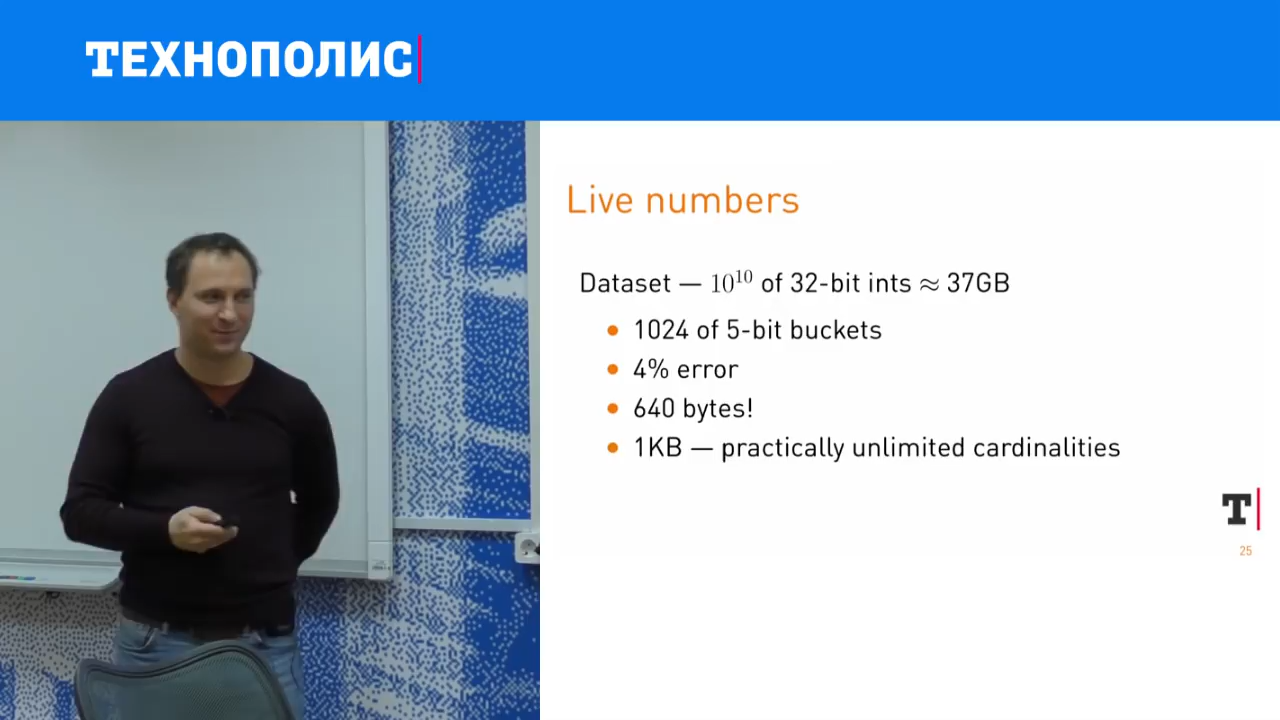 ТЕХНОПОЛИС
Live numbers
Dataset — 10^10 of 32-bit ints ≈ 37GB
• 1024 of 5-bit buckets
• 4% error
• 640 bytes!
• 1KB — practically unlimited cardinalities
T
25